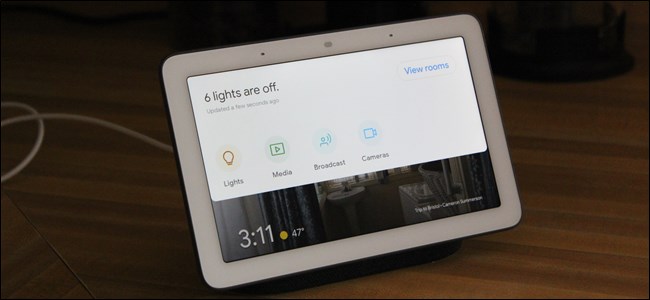 6 lights are off.
View rooms
Updated a few seconds ago
Lights
Media
Broadcast
Cameras
3:11 47°